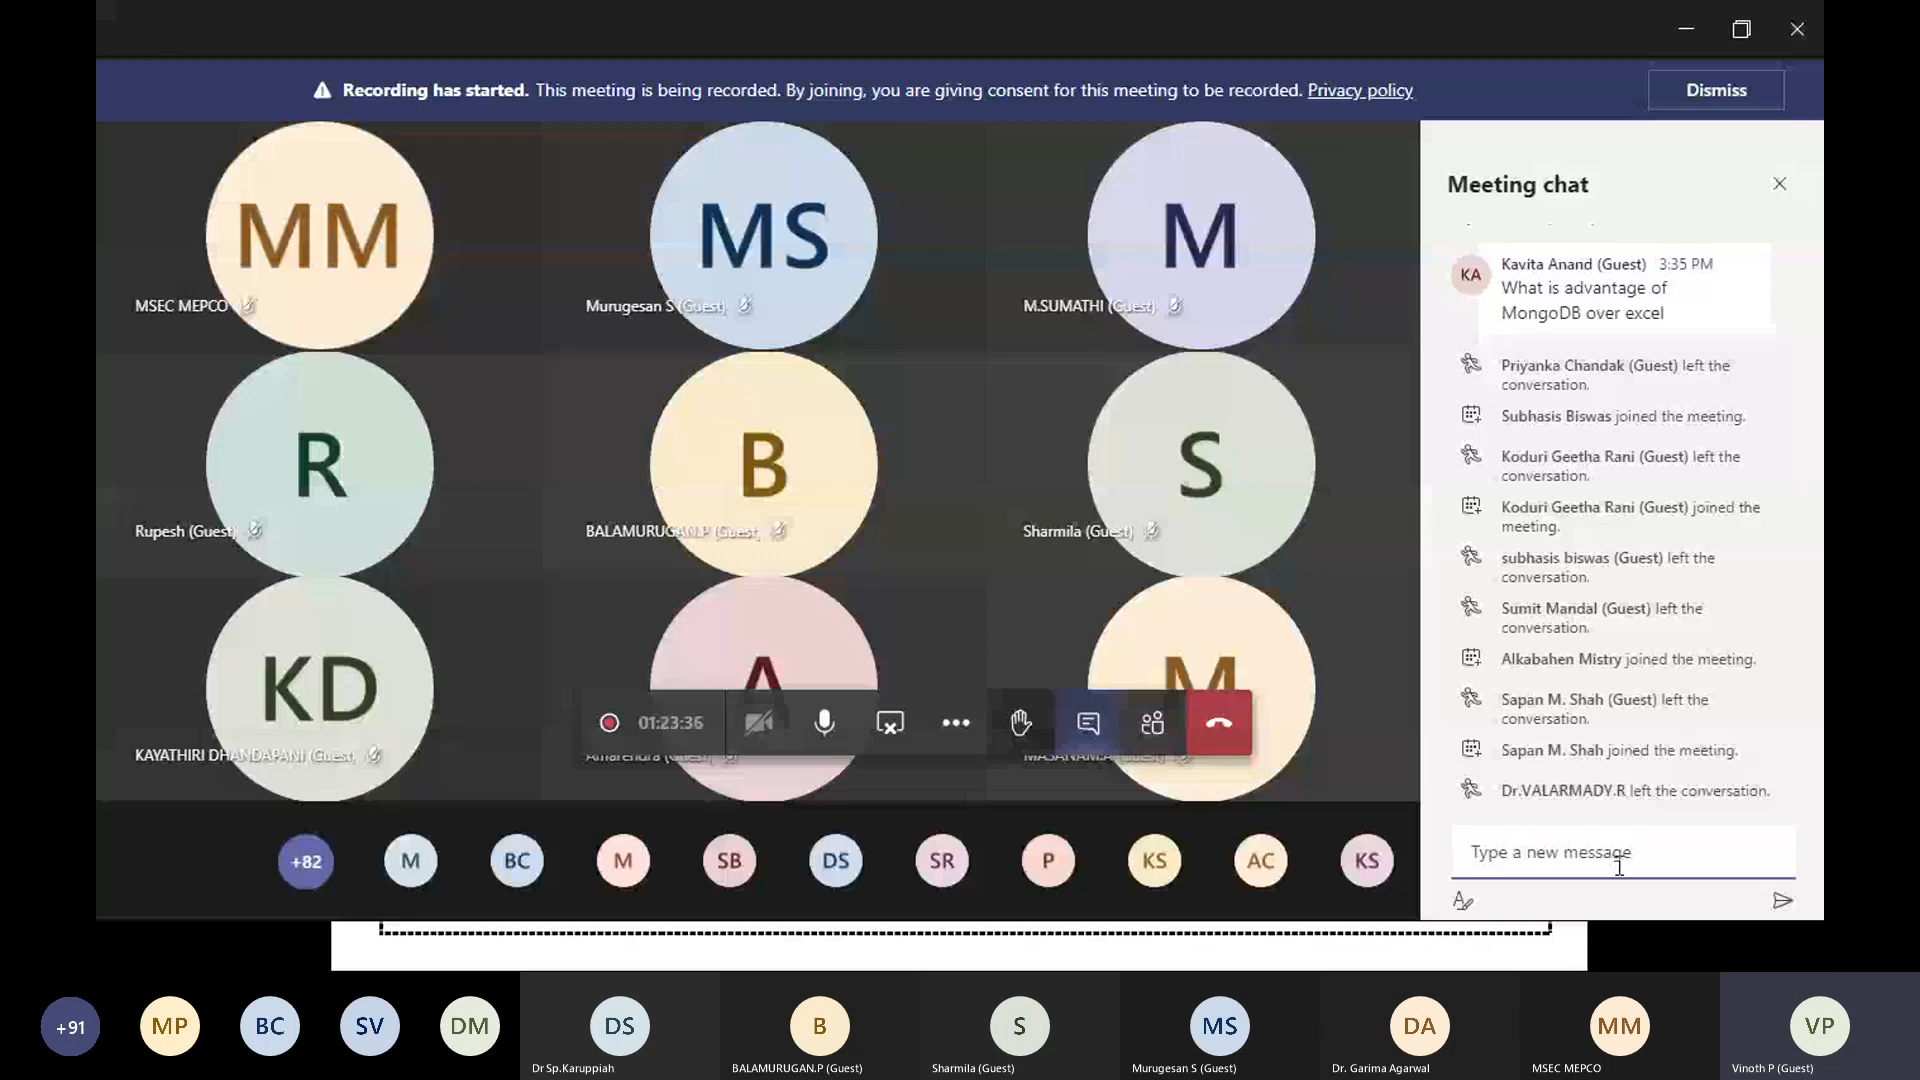 Recording has started. This meeting is being recorded. By joining, you are giving consent for this meeting to be recorded. Privacy policy
Dismiss
MM
MSEC MEPCO
MS
Murugesan S (Guest)
M
M.SUMATHI (Guest)
R
Rupesh (Guest)
B
BALAMURUGAN.P (Guest)
S
Sharmila (Guest)
KD
KAYATHIRI DHANDAPANI (Guest)
A
Amarendra (Guest)
M
01:23:36
+82
M
BC
M
SB
DS
SR
P
KS
AC
KS
Meeting chat
KA
Kavita Anand (Guest) 3:35 PM
What is advantage of
MongoDB over excel
Priyanka Chandak (Guest) left the
conversation.
Subhasis Biswas joined the meeting.
Koduri Geetha Rani (Guest) left the
conversation.
Koduri Geetha Rani (Guest) joined the
meeting.
subhasis biswas (Guest) left the
conversation.
Sumit Mandal (Guest) left the
conversation.
Alkabahen Mistry joined the meeting.
Sapan M. Shah (Guest) left the
conversation.
Sapan M. Shah joined the meeting.
Dr.VALARMADY.R left the conversation.
Type a new message
+91
MP
BC
SV
DM
DS
Dr Sp.Karuppiah
B
BALAMURUGAN.P (Guest)
S
Sharmila (Guest)
MS
Murugesan S (Guest)
DA
Dr. Garima Agarwal
MM
MSEC MEPCO
VP
Vinoth P (Guest)